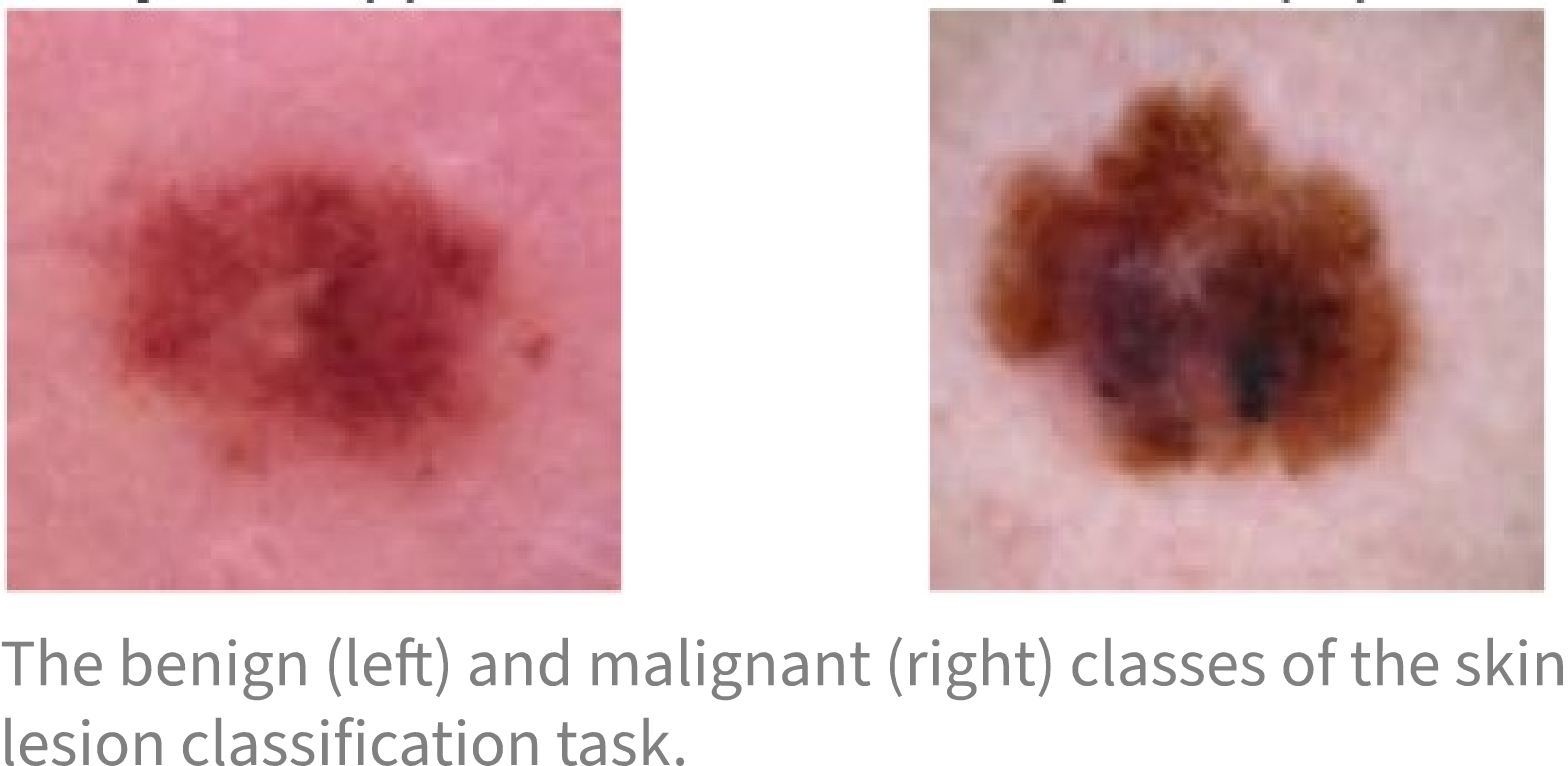 The benign (left) and malignant (right) classes of the skin
lesion classification task.